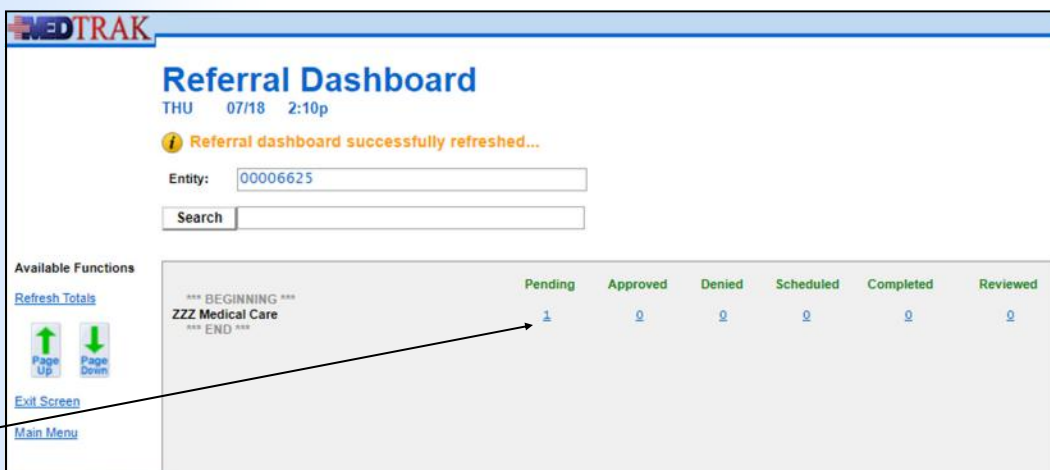 MEDTRAK
Referral Dashboard
THU 07/18 2:10p
i Referral dashboard successfully refreshed...
Entity: 00006625
Search
Available Functions
Refresh Totals
Page Up
Page Down
Exit Screen
Main Menu
Pending Approved Denied Scheduled Completed Reviewed
*** BEGINNING ***
ZZZ Medical Care 1 0 0 0 0 0
*** END ***